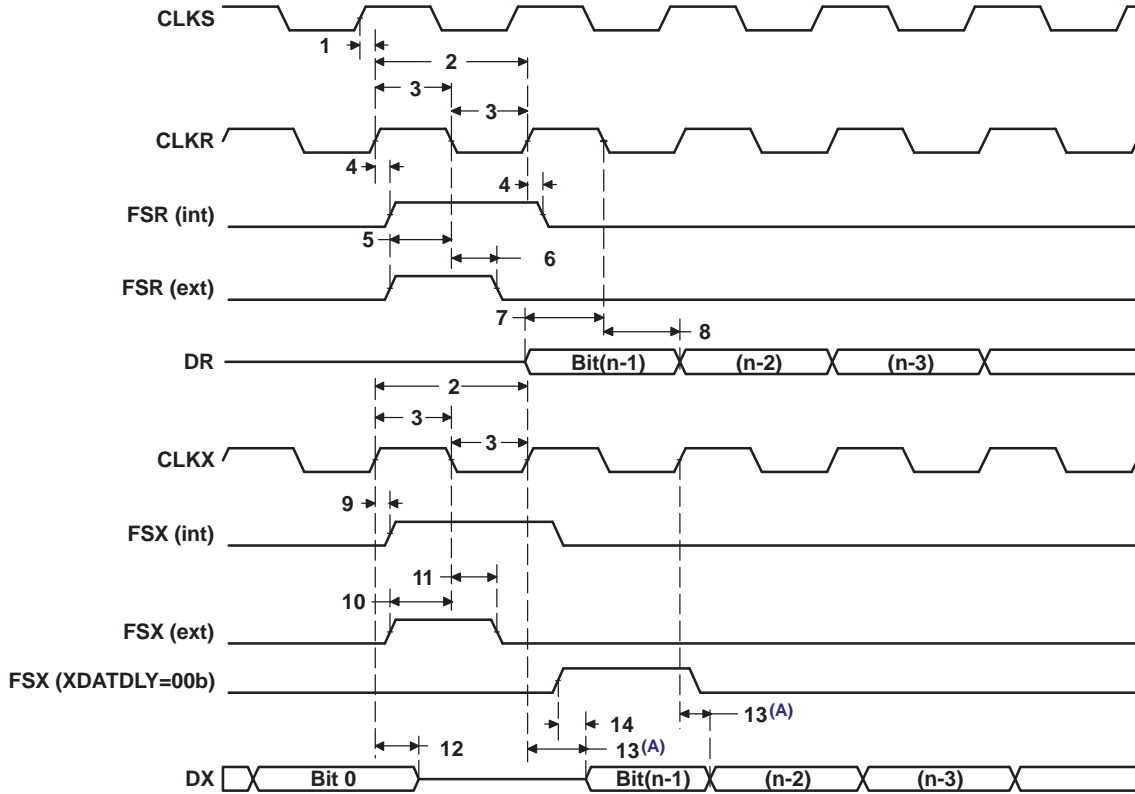 CLKS
1
2
3
3
CLKR
4
4
FSR (int)
5
6
FSR (ext)
7
8
DR
Bit(n-1)
(n-2)
(n-3)
2
3
3
CLKX
9
FSX (int)
11
10
FSX (ext)
FSX (XDATDLY=00b)
14
13(A)
12
13(A)
DX
Bit 0
Bit(n-1)
(n-2)
(n-3)